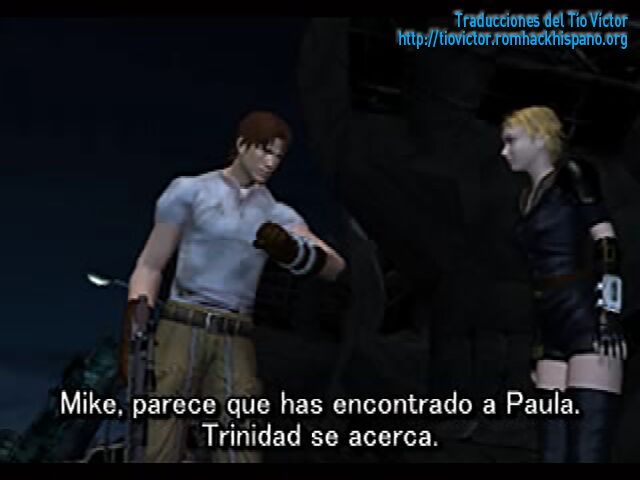 Traducciones del Tio Victor
http://tiovictor.romhackhispano.org
Mike, parece que has encontrado a Paula.
Trinidad se acerca.